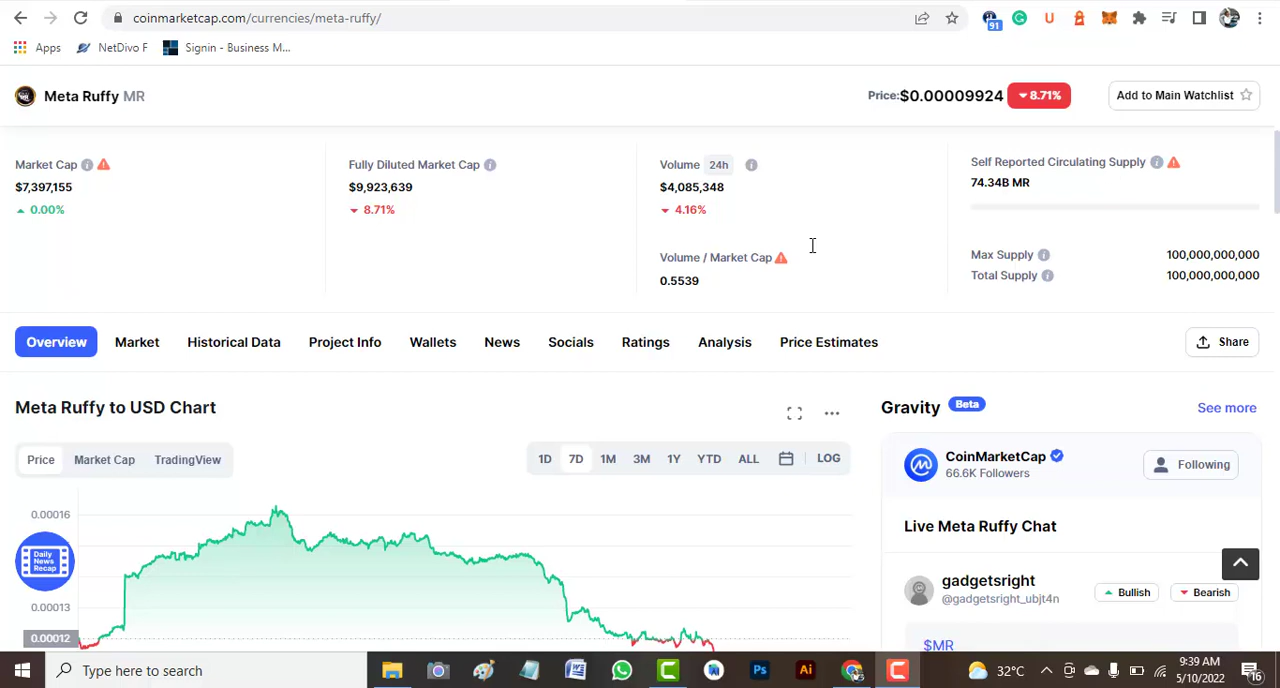 coinmarketcap.com/currencies/meta-ruffy/
91
U
Apps NetDivo F Signin - Business M...
Meta Ruffy MR Price:$0.00009924 8.71% Add to Main Watchlist
Market Cap
$7,397,155
0.00%
Fully Diluted Market Cap
$9,923,639
8.71%
Volume 24h
$4,085,348
4.16%
Volume / Market Cap
0.5539
Self Reported Circulating Supply
74.34B MR
Max Supply 100,000,000,000
Total Supply 100,000,000,000
Overview Market Historical Data Project Info Wallets News Socials Ratings Analysis Price Estimates Share
Meta Ruffy to USD Chart
Price Market Cap TradingView 1D 7D 1M 3M 1Y YTD ALL LOG
0.00016
0.00013
0.00012
Daily
News
Recap
Gravity Beta See more
CoinMarketCap
66.6K Followers
Following
Live Meta Ruffy Chat
gadgetsright
@gadgetsright_ubjt4n
Bullish Bearish
$MR
Type here to search
Ps Ai
32°C
9:39 AM
5/10/2022
16